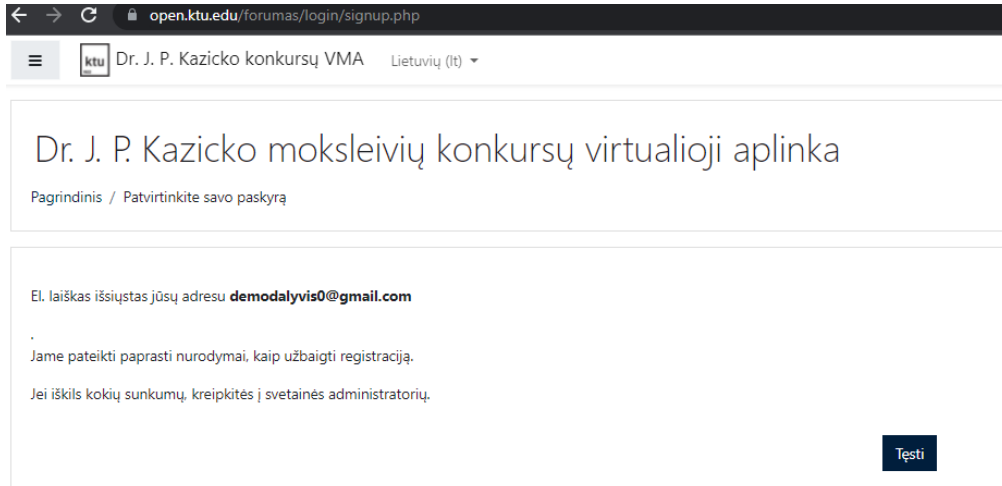 open.ktu.edu/forumas/login/signup.php
ktu Dr. J. P. Kazicko konkursų VMA Lietuvių (lt)
Dr. J. P. Kazicko moksleivių konkursų virtualioji aplinka
Pagrindinis / Patvirtinkite savo paskyrą
El. laiškas išsiųstas jūsų adresu demodalyvis0@gmail.com
.
Jame pateikti paprasti nurodymai, kaip užbaigti registraciją.
Jei iškils kokių sunkumų, kreipkitės į svetainės administratorių.
Tęsti